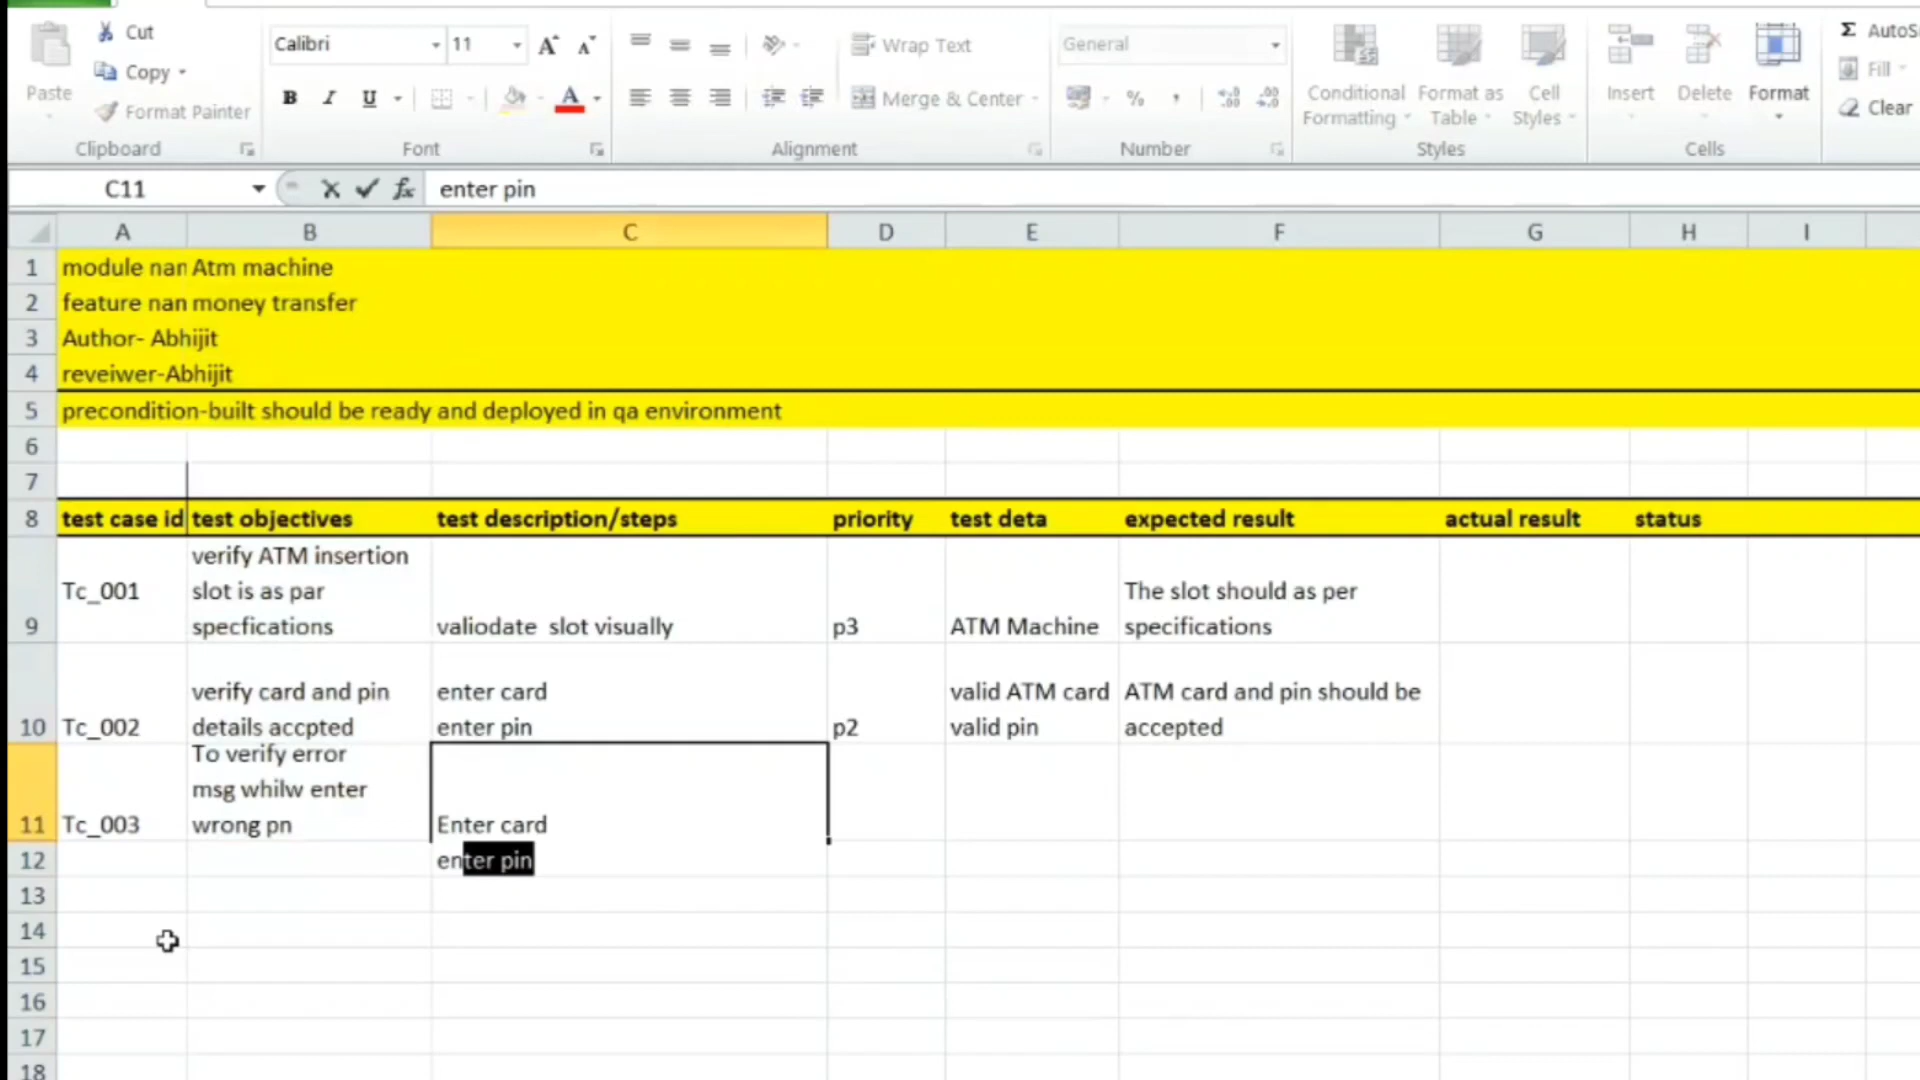 Cut
Copy
Format Painter
Paste
Clipboard
Calibri
11
B I U
Font
Wrap Text
Merge & Center
Alignment
General
Number
Conditional Formatting
Format as Table
Cell Styles
Styles
Insert
Delete
Format
Cells
Σ AutoS
Fill
Clear
C11
fx
enter pin
A B C D E F G H I
1 module nan Atm machine
2 feature nan money transfer
3 Author- Abhijit
4 reveiwer-Abhijit
5 precondition-built should be ready and deployed in qa environment
6
7
8 test case id test objectives test description/steps priority test deta expected result actual result status
verify ATM insertion
Tc_001 slot is as par The slot should as per
9 specfications valiodate slot visually p3 ATM Machine specifications
verify card and pin enter card valid ATM card ATM card and pin should be
10 Tc_002 details accpted enter pin p2 valid pin accepted
To verify error
msg whilw enter
11 Tc_003 wrong pn Enter card
12 enter pin
13
14
15
16
17
18